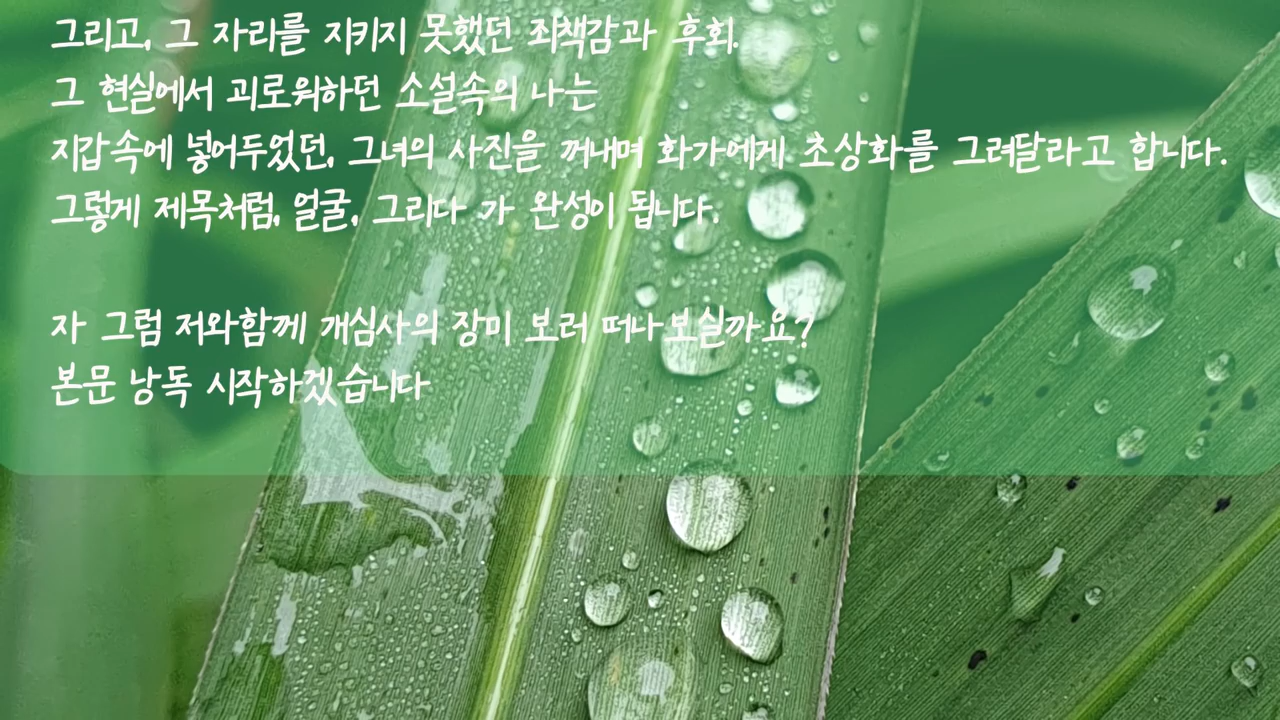 그리고, 그 자리를 지키지 못했던 죄책감과 후회.
그 현실에서 괴로워하던 소설속의 나는
지갑속에 넣어두었던, 그녀의 사진을 꺼내며 화가에게 초상화를 그려달라고 합니다.
그렇게 제목처럼, 얼굴, 그리다 가 완성이 됩니다.
자 그럼 저와함께 개심사의 장미 보러 떠나보실까요?
본문 낭독 시작하겠습니다